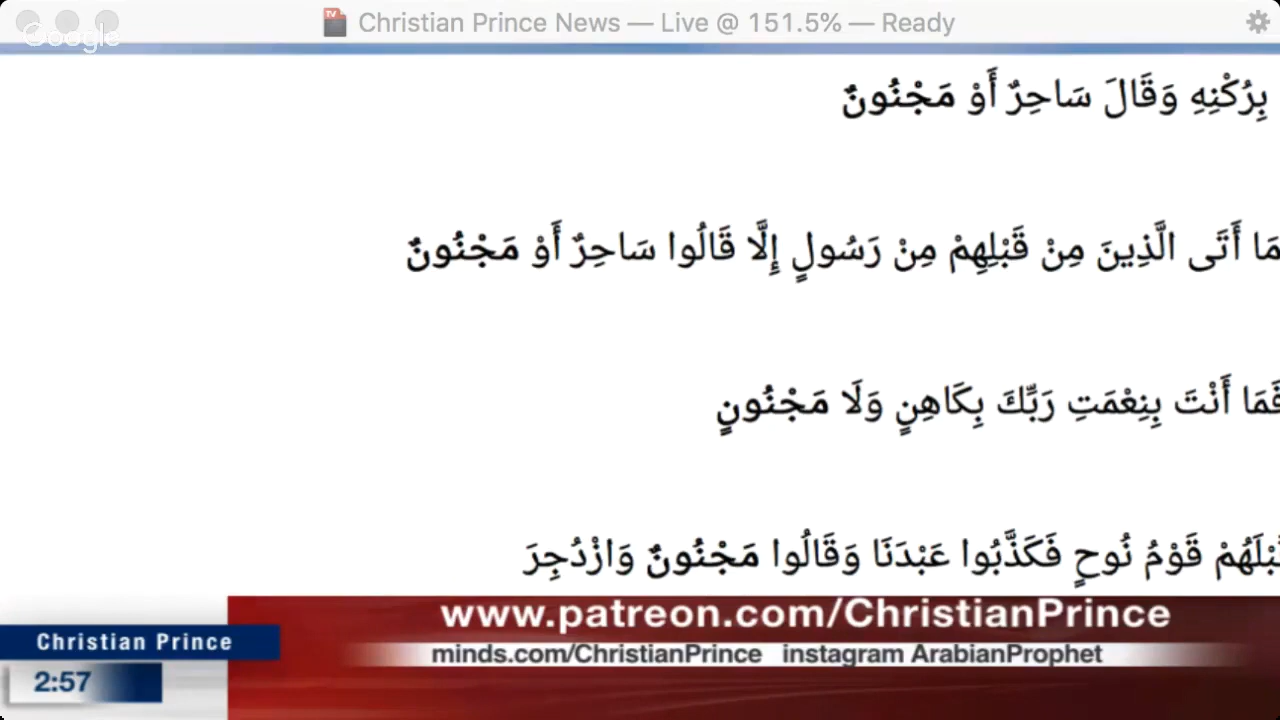 Google
Christian Prince News — Live @ 151.5% — Ready
بِرُكْنِهِ وَقَالَ سَاحِرٌ أَوْ مَجْنُونٌ
مَا أَتَى الَّذِينَ مِنْ قَبْلِهِمْ مِنْ رَسُولٍ إِلَّا قَالُوا سَاحِرٌ أَوْ مَجْنُونٌ
فَمَا أَنْتَ بِنِعْمَتِ رَبِّكَ بِكَاهِنٍ وَلَا مَجْنُونٍ
قَوْمُ نُوحٍ فَكَذَّبُوا عَبْدَنَا وَقَالُوا مَجْنُونٌ وَازْدُجِرَ
www.patreon.com/ChristianPrince
Christian Prince
minds.com/ChristianPrince instagram ArabianProphet
2:57